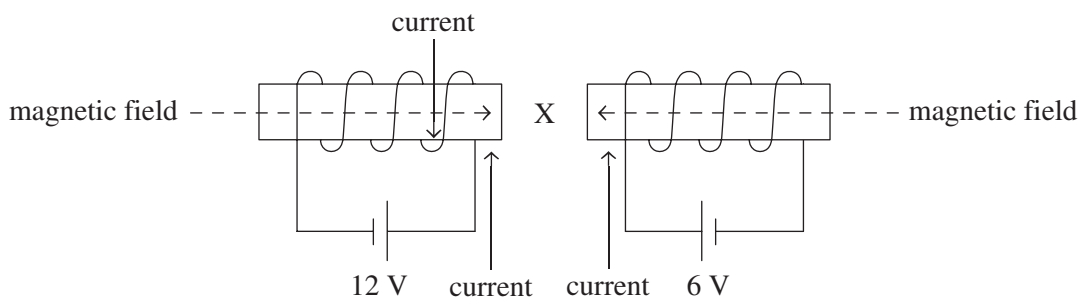 current
magnetic field
X
magnetic field
12 V
current
current
6 V